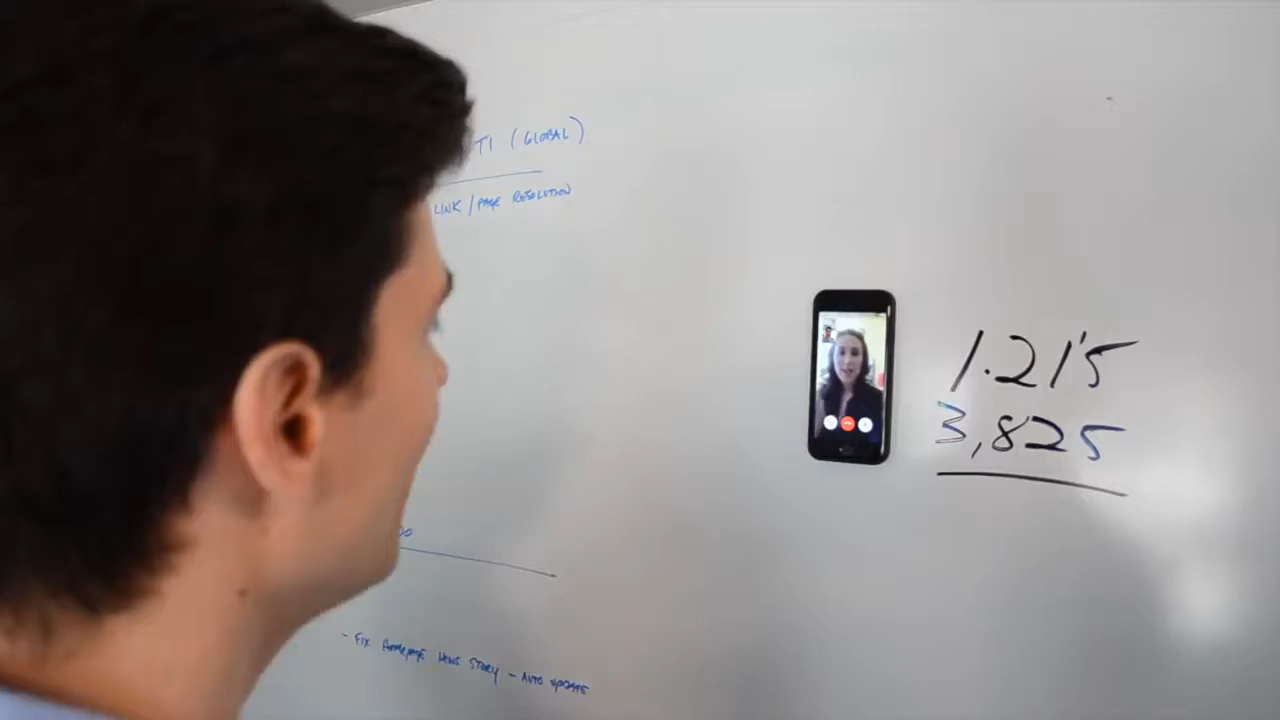 TI (GLOBAL)
LINK / PAGE RESOLUTION
1.215
3,825
- FIX HOMEPAGE NEWS STORY - AUTO UPDATE